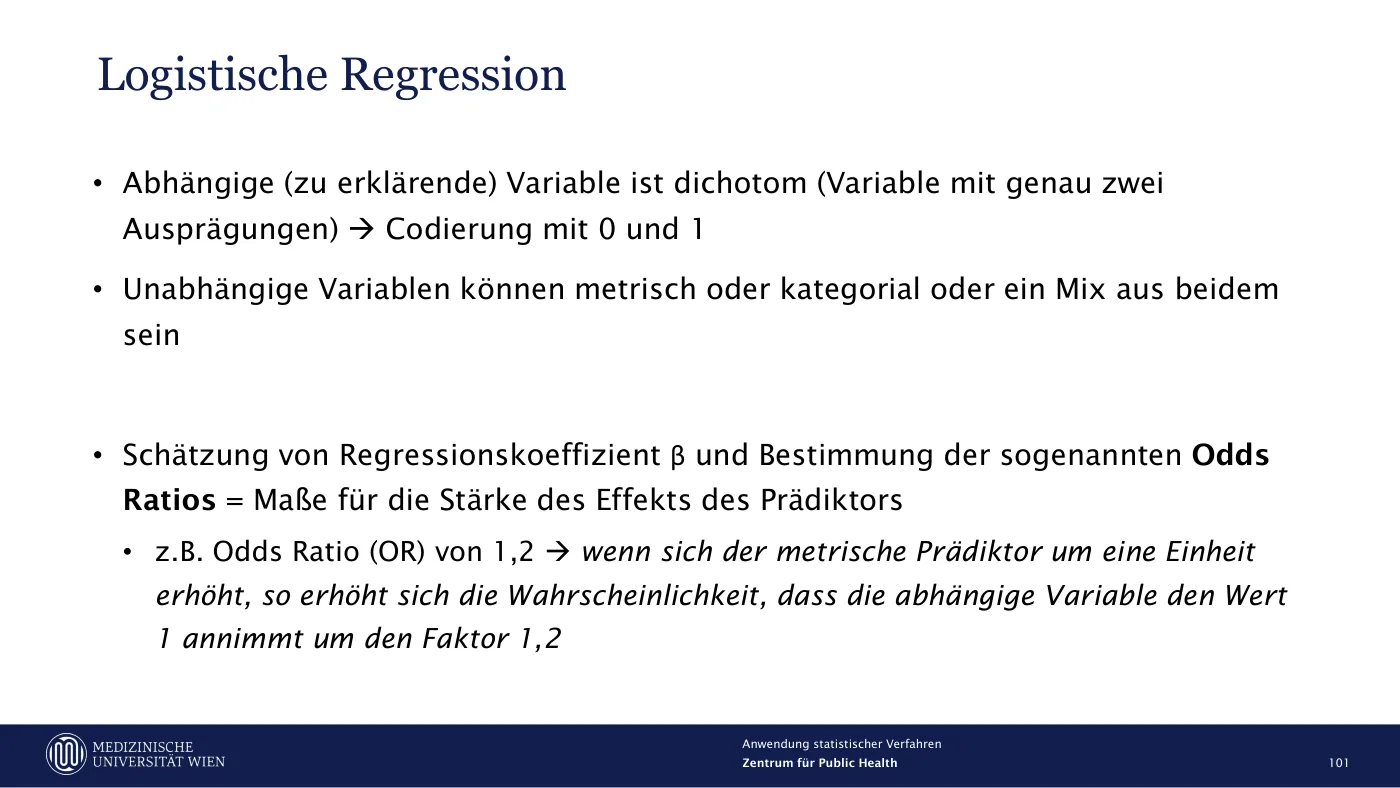 Logistische Regression
• Abhängige (zu erklärende) Variable ist dichotom (Variable mit genau zwei
Ausprägungen) → Codierung mit 0 und 1
• Unabhängige Variablen können metrisch oder kategorial oder ein Mix aus beidem
sein
• Schätzung von Regressionskoeffizient β und Bestimmung der sogenannten Odds
Ratios = Maße für die Stärke des Effekts des Prädiktors
• z.B. Odds Ratio (OR) von 1,2 → wenn sich der metrische Prädiktor um eine Einheit
erhöht, so erhöht sich die Wahrscheinlichkeit, dass die abhängige Variable den Wert
1 annimmt um den Faktor 1,2
MEDIZINISCHE
UNIVERSITÄT WIEN
Anwendung statistischer Verfahren
Zentrum für Public Health
101